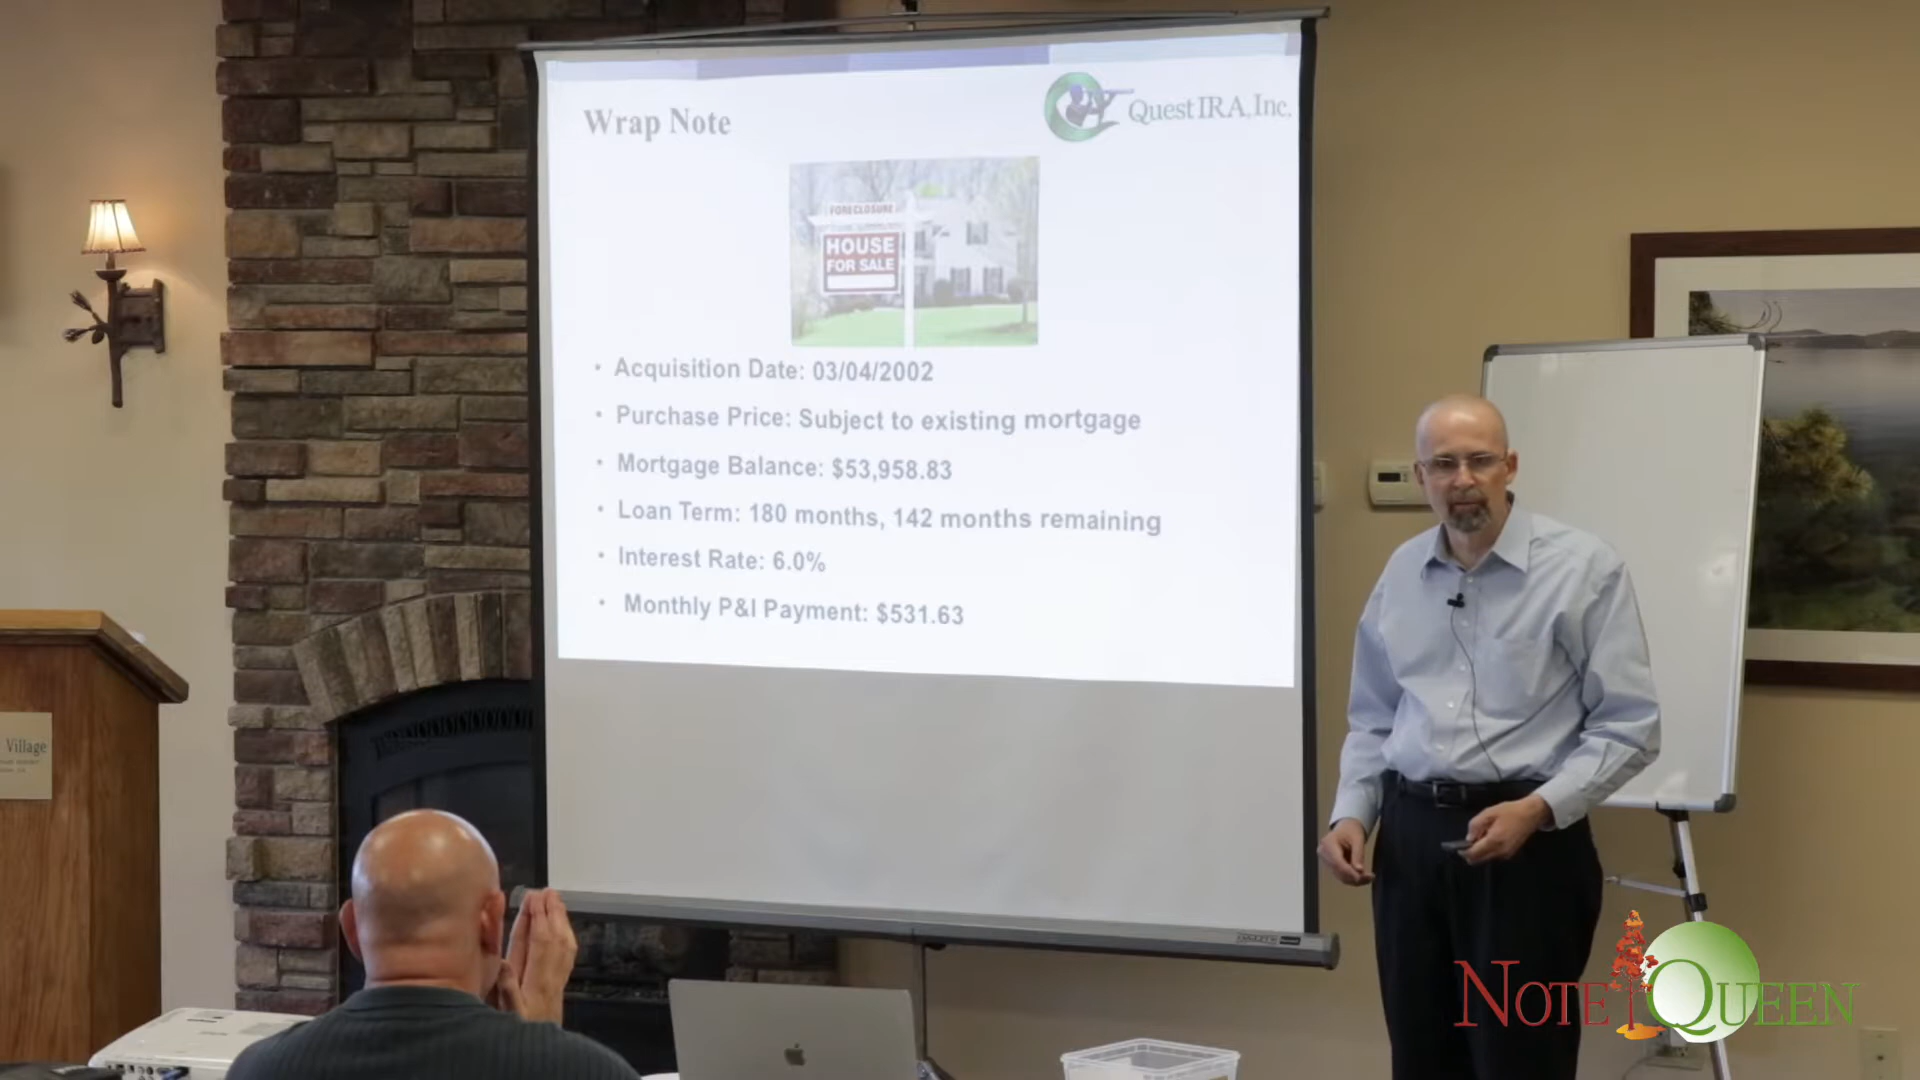 Wrap Note
Quest IRA, Inc.
FORECLOSURE
HOUSE
FOR SALE
• Acquisition Date: 03/04/2002
• Purchase Price: Subject to existing mortgage
• Mortgage Balance: $53,958.83
• Loan Term: 180 months, 142 months remaining
• Interest Rate: 6.0%
• Monthly P&I Payment: $531.63
Village
NOTE QUEEN